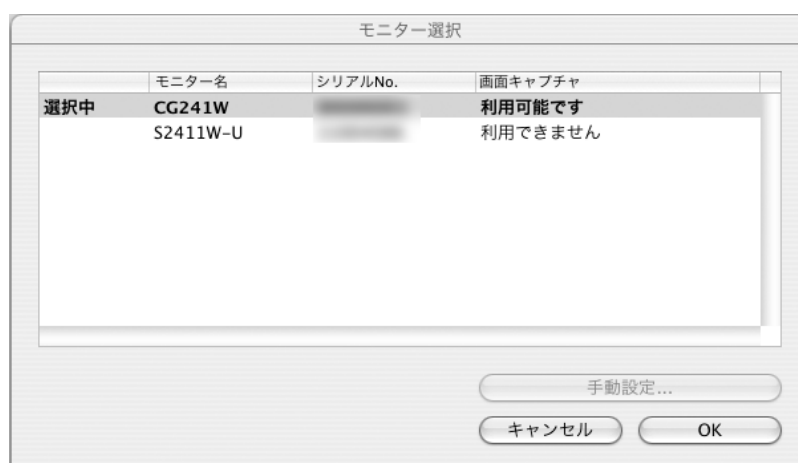 モニター選択
モニター名 シリアルNo. 画面キャプチャ
選択中 CG241W 利用可能です
S2411W-U 利用できません
手動設定...
キャンセル OK